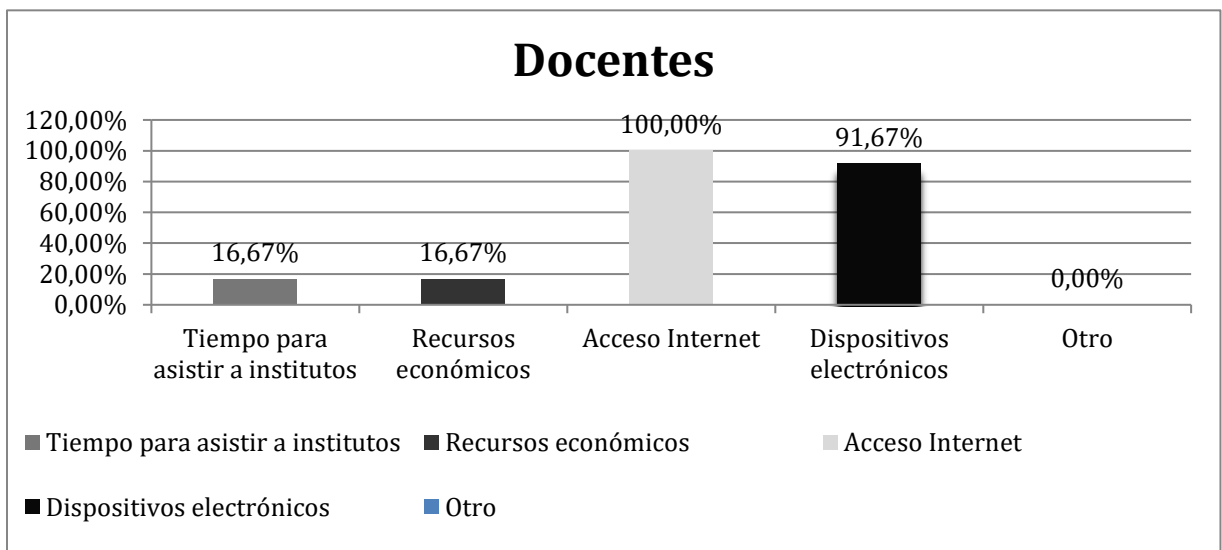 Docentes
120,00%
100,00%
80,00%
60,00%
40,00%
20,00%
0,00%
16,67%
16,67%
100,00%
91,67%
0,00%
Tiempo para
asistir a institutos
Recursos
económicos
Acceso Internet
Dispositivos
electrónicos
Otro
Tiempo para asistir a institutos
Recursos económicos
Acceso Internet
Dispositivos electrónicos
Otro